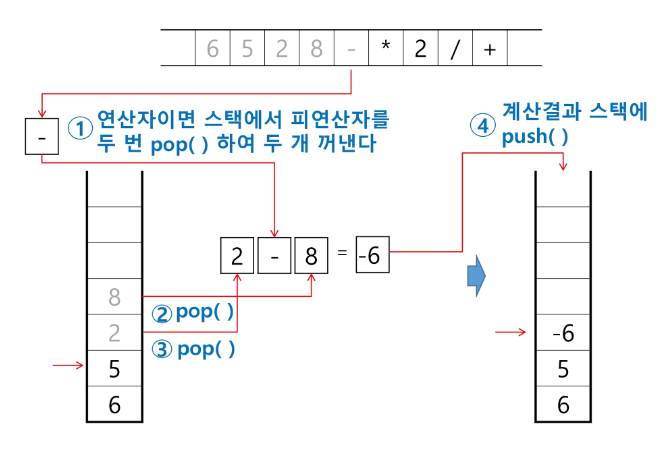 6 5 2 8 - * 2 / +
① 연산자이면 스택에서 피연산자를
두 번 pop( ) 하여 두 개 꺼낸다
④ 계산결과 스택에
push( )
-
2 - 8 = -6
8
② pop( )
2
③ pop( )
5
6
-6
5
6